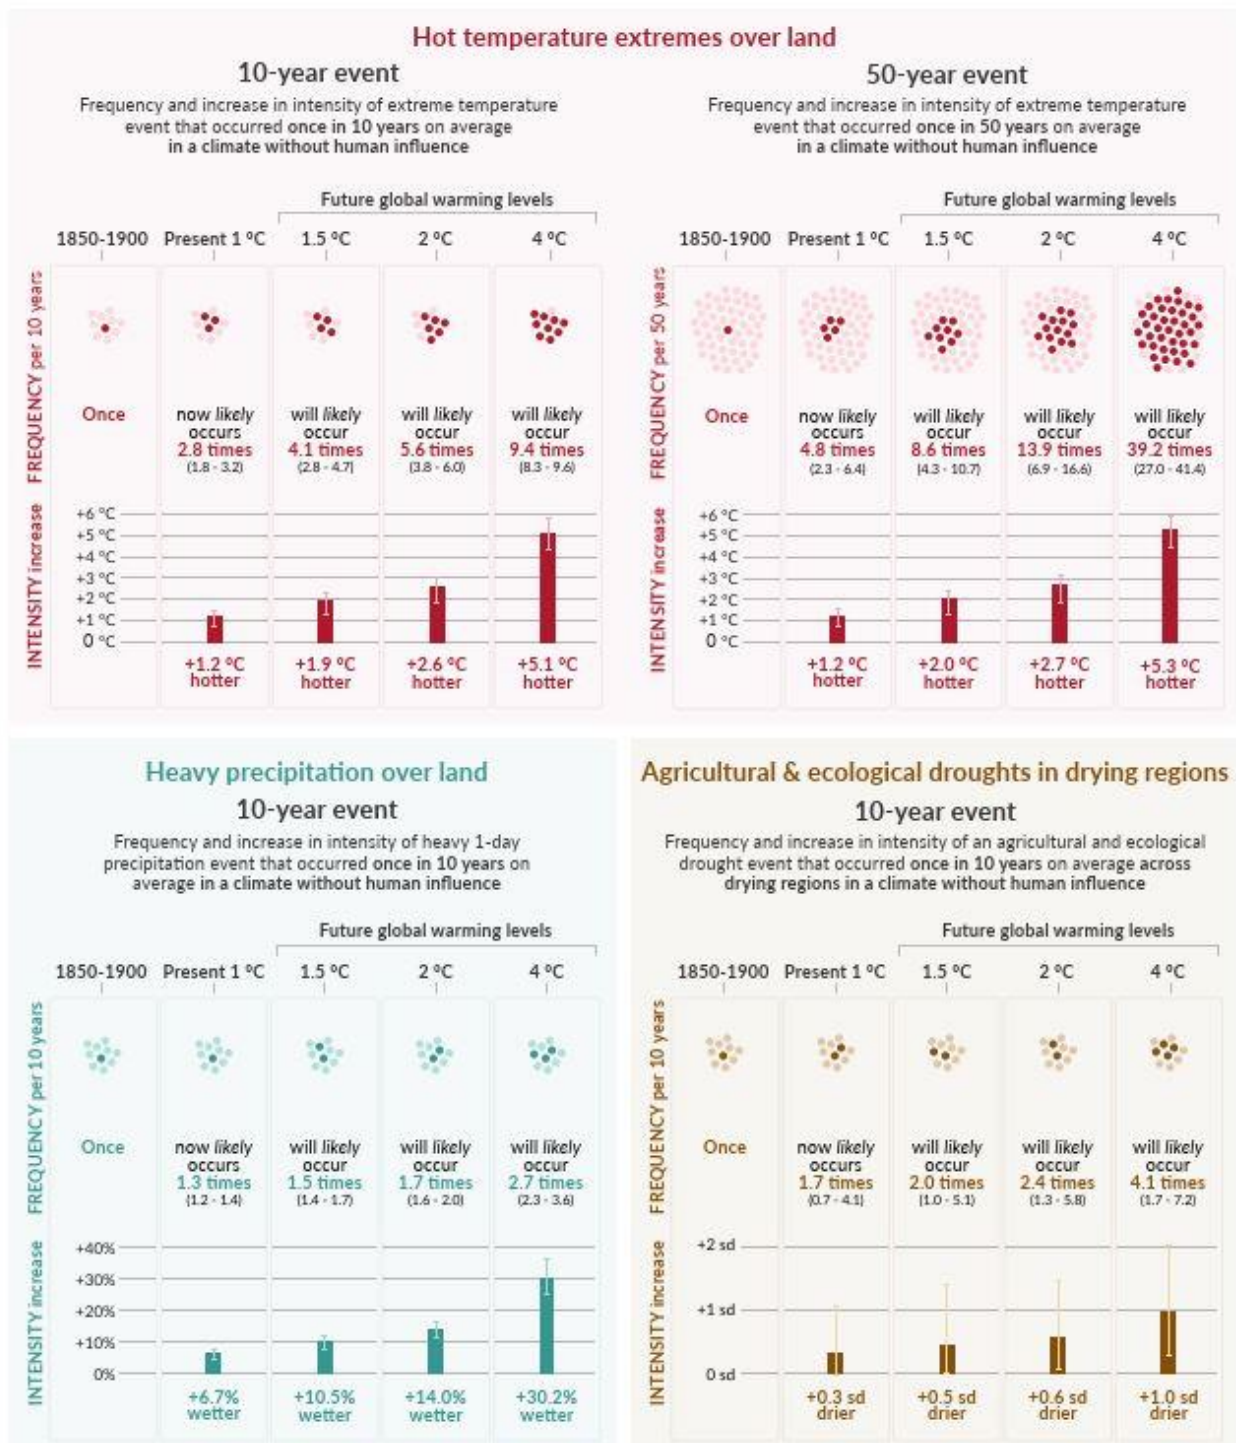 Hot temperature extremes over land
10-year event
Frequency and increase in intensity of extreme temperature
event that occurred once in 10 years on average
in a climate without human influence
Future global warming levels
1850-1900 Present 1 °C 1.5 °C 2 °C 4 °C
FREQUENCY per 10 years
Once
now likely
occurs
2.8 times
(1.8 - 3.2)
will likely
occur
4.1 times
(2.8 - 4.7)
will likely
occur
5.6 times
(3.8 - 6.0)
will likely
occur
9.4 times
(8.3 - 9.6)
INTENSITY increase
+6 °C
+5 °C
+4 °C
+3 °C
+2 °C
+1 °C
0 °C
+1.2 °C
hotter
+1.9 °C
hotter
+2.6 °C
hotter
+5.1 °C
hotter
50-year event
Frequency and increase in intensity of extreme temperature
event that occurred once in 50 years on average
in a climate without human influence
Future global warming levels
1850-1900 Present 1 °C 1.5 °C 2 °C 4 °C
FREQUENCY per 50 years
Once
now likely
occurs
4.8 times
(2.3 - 6.4)
will likely
occur
8.6 times
(4.3 - 10.7)
will likely
occur
13.9 times
(6.9 - 16.6)
will likely
occur
39.2 times
(27.0 - 41.4)
INTENSITY increase
+6 °C
+5 °C
+4 °C
+3 °C
+2 °C
+1 °C
0 °C
+1.2 °C
hotter
+2.0 °C
hotter
+2.7 °C
hotter
+5.3 °C
hotter
Heavy precipitation over land
10-year event
Frequency and increase in intensity of heavy 1-day
precipitation event that occurred once in 10 years on
average in a climate without human influence
Future global warming levels
1850-1900 Present 1 °C 1.5 °C 2 °C 4 °C
FREQUENCY per 10 years
Once
now likely
occurs
1.3 times
(1.2 - 1.4)
will likely
occur
1.5 times
(1.4 - 1.7)
will likely
occur
1.7 times
(1.6 - 2.0)
will likely
occur
2.7 times
(2.3 - 3.6)
INTENSITY increase
+40%
+30%
+20%
+10%
0%
+6.7%
wetter
+10.5%
wetter
+14.0%
wetter
+30.2%
wetter
Agricultural & ecological droughts in drying regions
10-year event
Frequency and increase in intensity of an agricultural and ecological
drought event that occurred once in 10 years on average across
drying regions in a climate without human influence
Future global warming levels
1850-1900 Present 1 °C 1.5 °C 2 °C 4 °C
FREQUENCY per 10 years
Once
now likely
occurs
1.7 times
(0.7 - 4.1)
will likely
occur
2.0 times
(1.0 - 5.1)
will likely
occur
2.4 times
(1.3 - 5.8)
will likely
occur
4.1 times
(1.7 - 7.2)
INTENSITY increase
+2 sd
+1 sd
0 sd
+0.3 sd
drier
+0.5 sd
drier
+0.6 sd
drier
+1.0 sd
drier